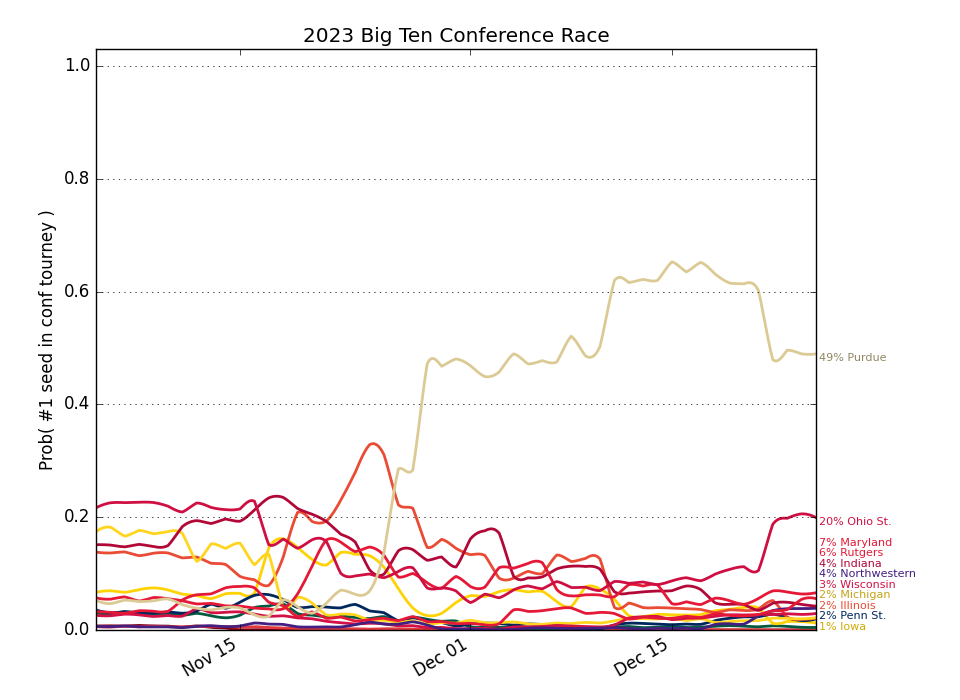 2023 Big Ten Conference Race
Prob( #1 seed in conf tourney )
1.0
0.8
0.6
0.4
0.2
0.0
Nov 15
Dec 01
Dec 15
49% Purdue
20% Ohio St.
7% Maryland
6% Rutgers
4% Indiana
4% Northwestern
3% Wisconsin
2% Michigan
2% Illinois
2% Penn St.
1% Iowa